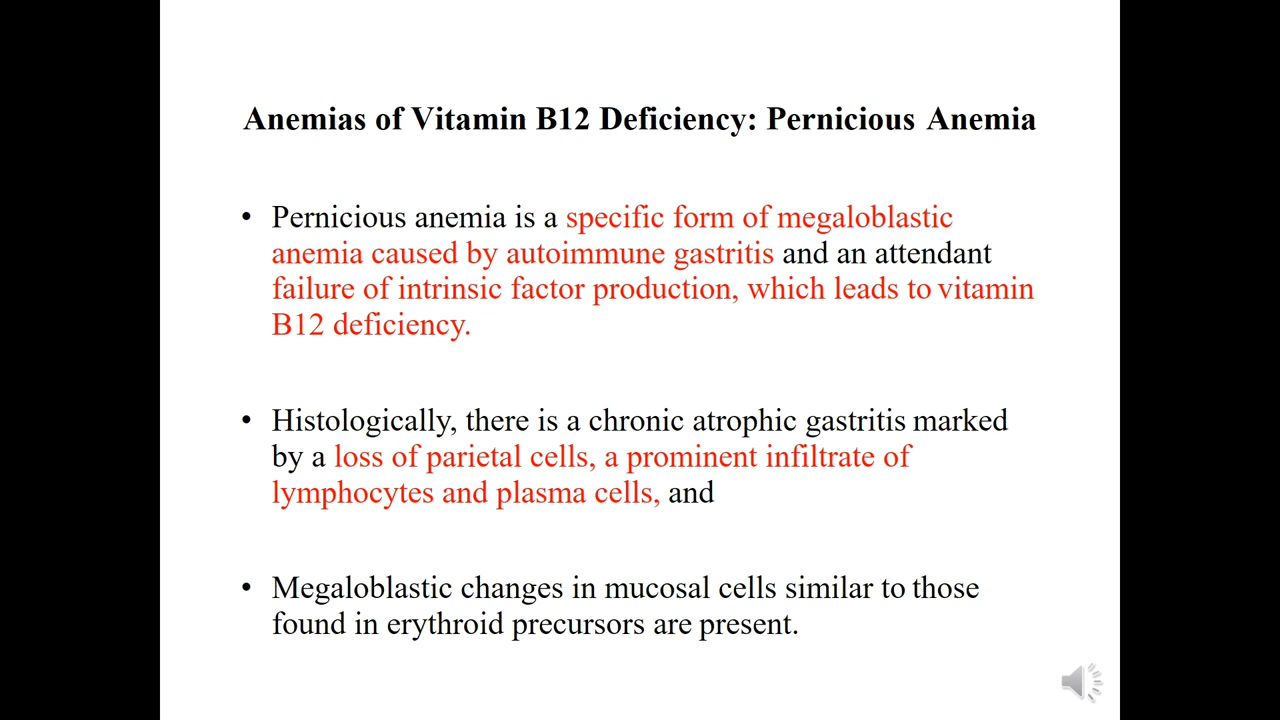 Anemias of Vitamin B12 Deficiency: Pernicious Anemia
• Pernicious anemia is a specific form of megaloblastic
anemia caused by autoimmune gastritis and an attendant
failure of intrinsic factor production, which leads to vitamin
B12 deficiency.
• Histologically, there is a chronic atrophic gastritis marked
by a loss of parietal cells, a prominent infiltrate of
lymphocytes and plasma cells, and
• Megaloblastic changes in mucosal cells similar to those
found in erythroid precursors are present.